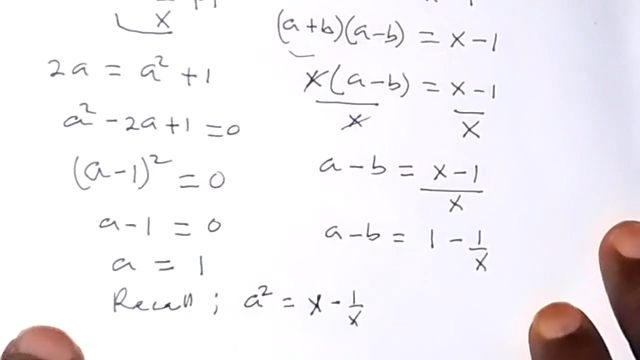 x
(a+b)(a-b) = x-1
2a = a² + 1
x(a-b) = x-1
x x
a² - 2a + 1 = 0
(a-1)² = 0
a-b = x-1
x
a-1 = 0
a-b = 1 - 1/x
a = 1
Recall; a² = x - 1/x